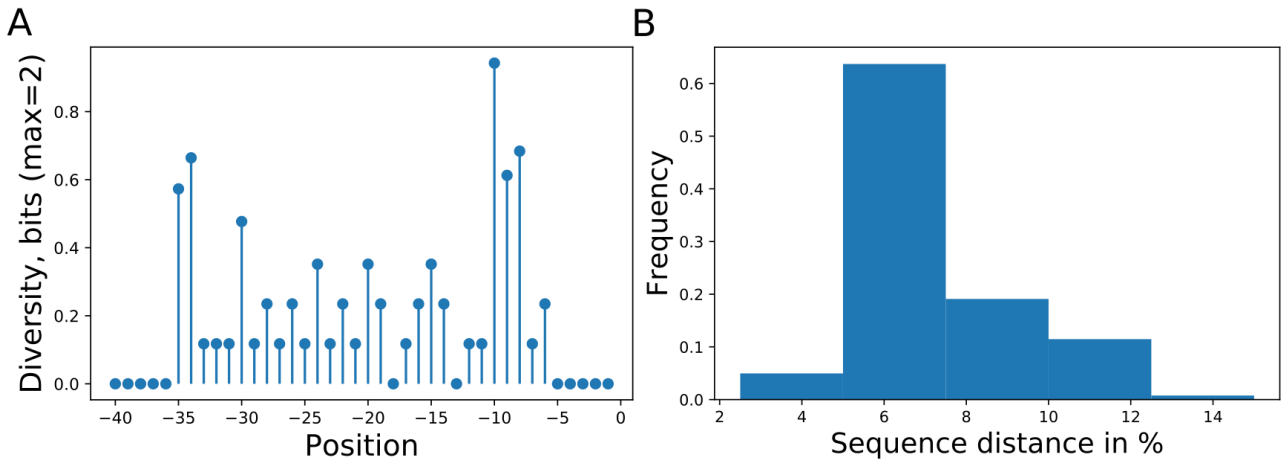 A
Diversity, bits (max=2)
0.8
0.6
0.4
0.2
0.0
−40 −35 −30 −25 −20 −15 −10 −5 0
Position
B
Frequency
0.6
0.5
0.4
0.3
0.2
0.1
0.0
2 4 6 8 10 12 14
Sequence distance in %